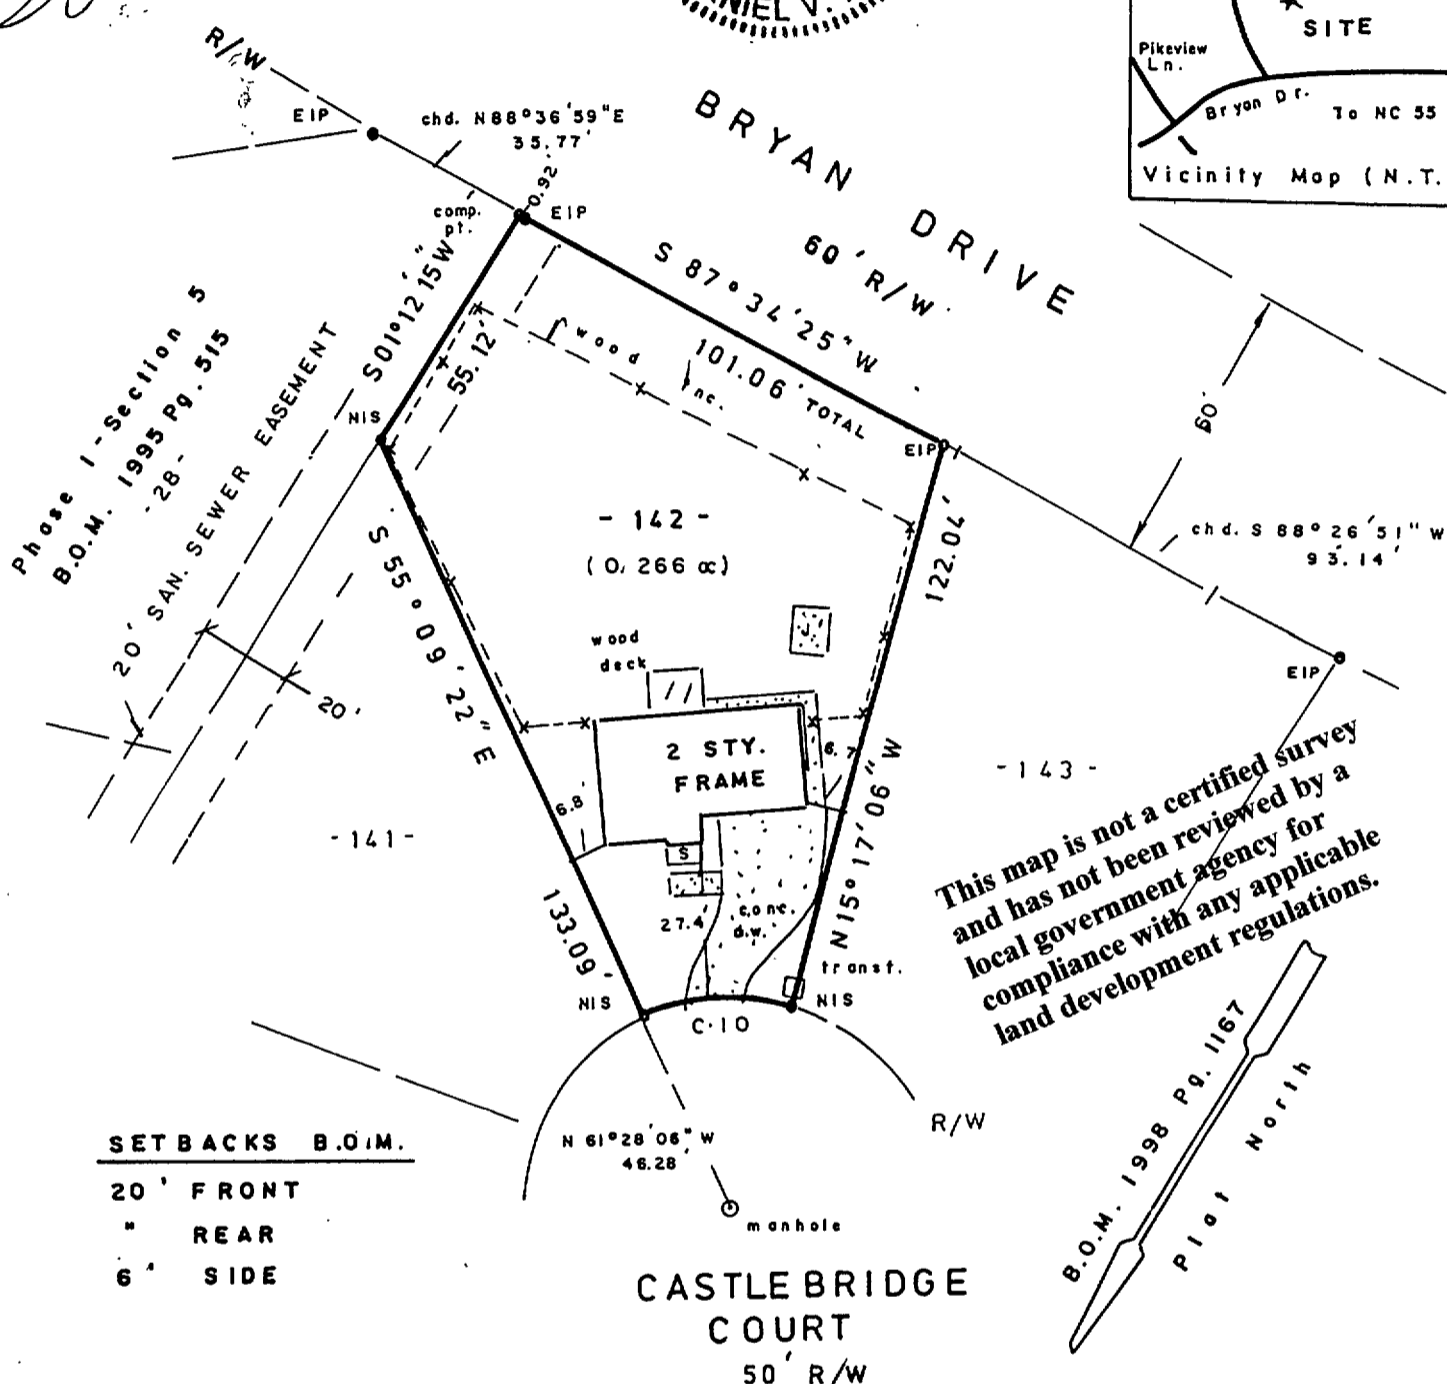 NIEL V.
SITE
Pikeview
Ln.
Bryan Dr.
To NC 55
Vicinity Map (N.T.
R/W
EIP
chd. N88°36'59"E
35.77'
0.92'
comp.
pt.
EIP
BRYAN DRIVE
60' R/W
S 87°34'25"W
101.06' TOTAL
wood
nc.
S01°12'15"W
55.12'
Phase 1-Section 5
B.O.M. 1995 Pg. 515
-28-
20' SAN. SEWER EASEMENT
NIS
EIP
60'
chd. S 88°26'51"W
93.14'
EIP
-142-
(0.266 ac)
122.04'
S 55°09'22"E
wood
deck
20'
2 STY.
FRAME
6.7
6.8'
-143-
-141-
N15°17'06"W
S
27.4'
conc.
d.w.
133.09'
transf.
NIS
NIS
C-10
This map is not a certified survey
and has not been reviewed by a
local government agency for
compliance with any applicable
land development regulations.
R/W
N 61°28'06" W
46.28'
manhole
SETBACKS B.O.M.
20' FRONT
" REAR
6' SIDE
B.O.M. 1998 Pg. 1167
Plat North
CASTLEBRIDGE
COURT
50' R/W